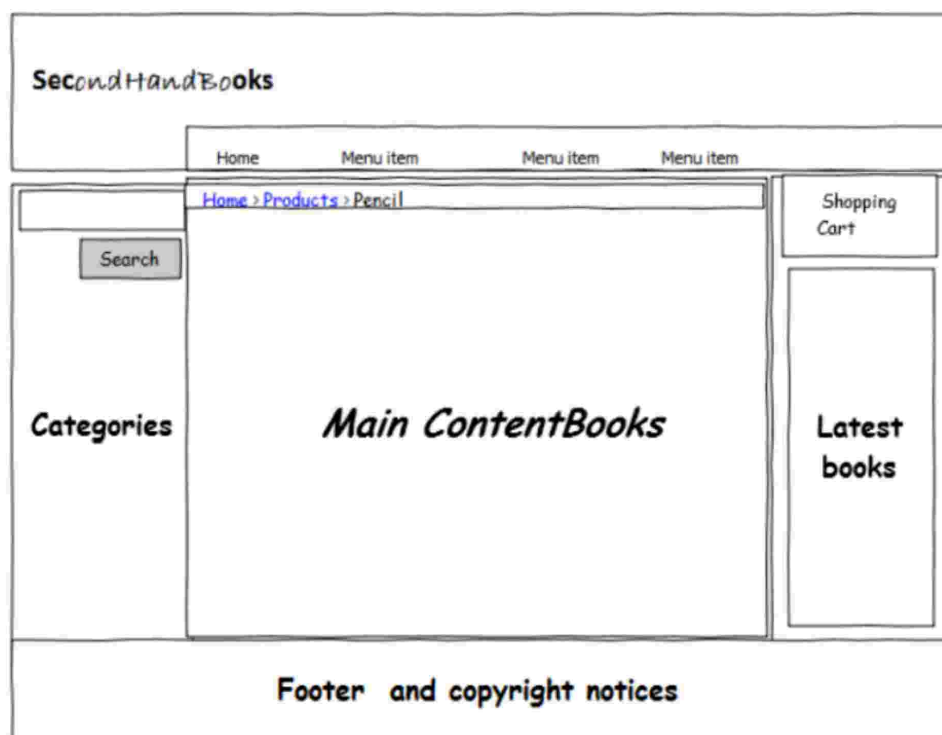 SecondHandBooks
Home Menu item Menu item Menu item
Home > Products > Pencil
Shopping
Cart
Search
Categories
Main ContentBooks
Latest
books
Footer and copyright notices